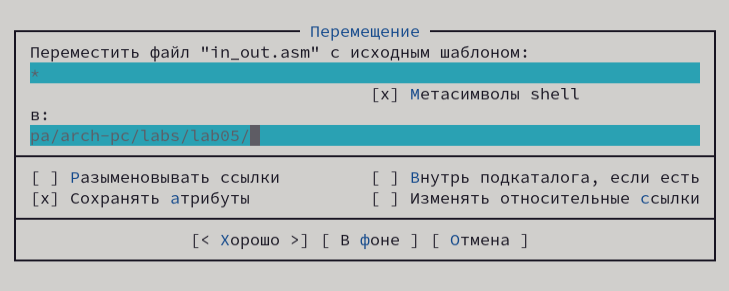 Перемещение
Переместить файл "in_out.asm" с исходным шаблоном:
*
[x] Метасимволы shell
в:
pa/arch-pc/labs/lab05/
[ ] Разыменовывать ссылки [ ] Внутрь подкаталога, если есть
[x] Сохранять атрибуты [ ] Изменять относительные ссылки
[< Хорошо >] [ В фоне ] [ Отмена ]